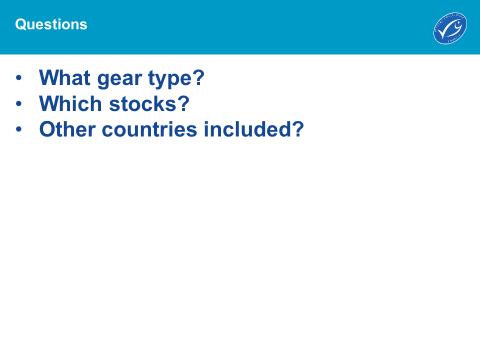 Questions
• What gear type?
• Which stocks?
• Other countries included?